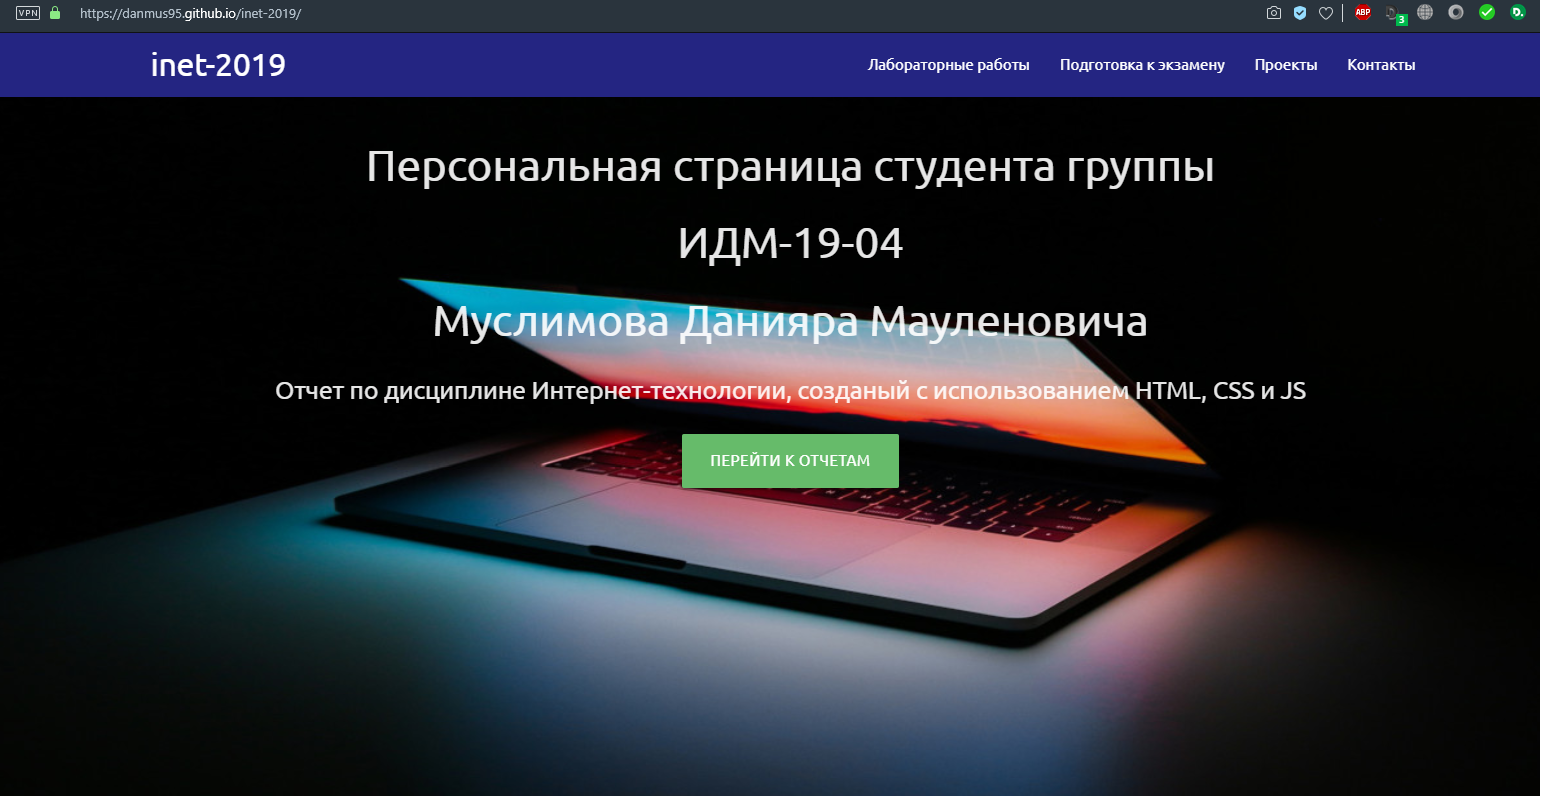 VPN https://danmus95.github.io/inet-2019/ ABP 3 D.
inet-2019 Лабораторные работы Подготовка к экзамену Проекты Контакты
Персональная страница студента группы
ИДМ-19-04
Муслимова Данияра Мауленовича
Отчет по дисциплине Интернет-технологии, созданый с использованием HTML, CSS и JS
ПЕРЕЙТИ К ОТЧЕТАМ